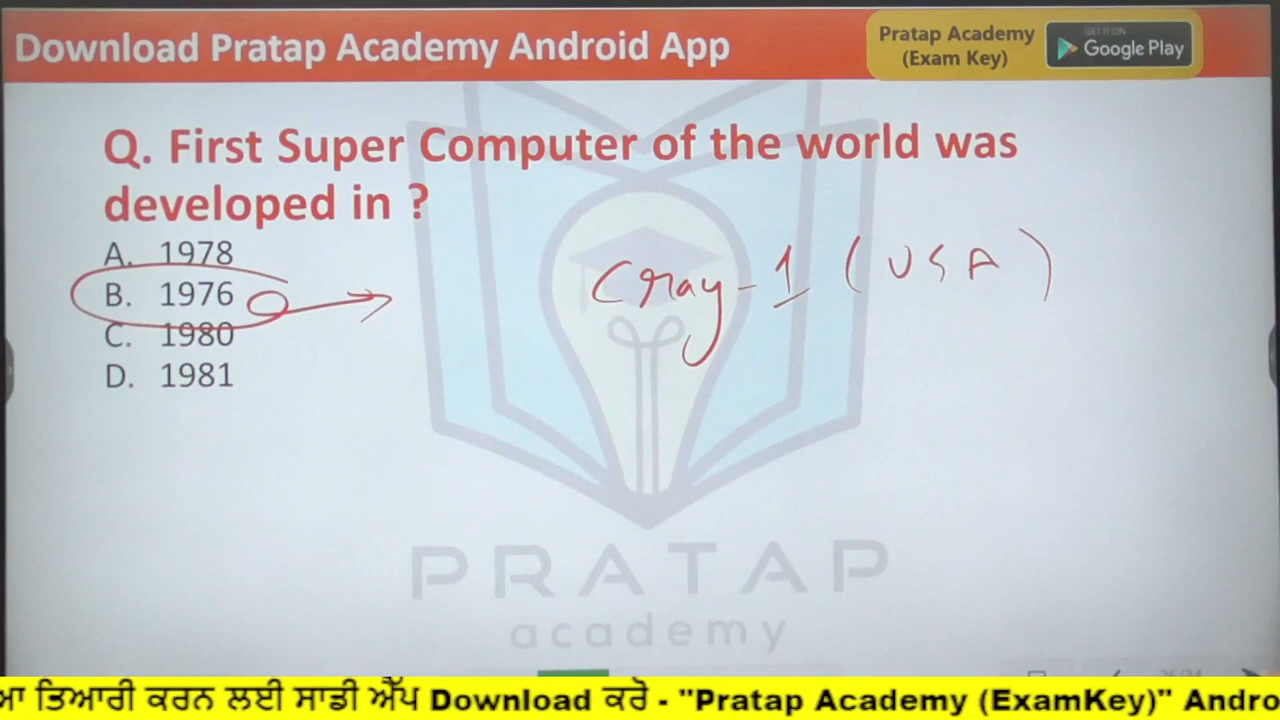 Download Pratap Academy Android App
Pratap Academy
(Exam Key)
GET IT ON
Google Play
Q. First Super Computer of the world was
developed in ?
A. 1978
B. 1976
C. 1980
D. 1981
Cray-1 (USA)
PRATAP
academy
ਆ ਤਿਆਰੀ ਕਰਨ ਲਈ ਸਾਡੀ ਐੱਪ Download ਕਰੋ - "Pratap Academy (ExamKey)" Andro